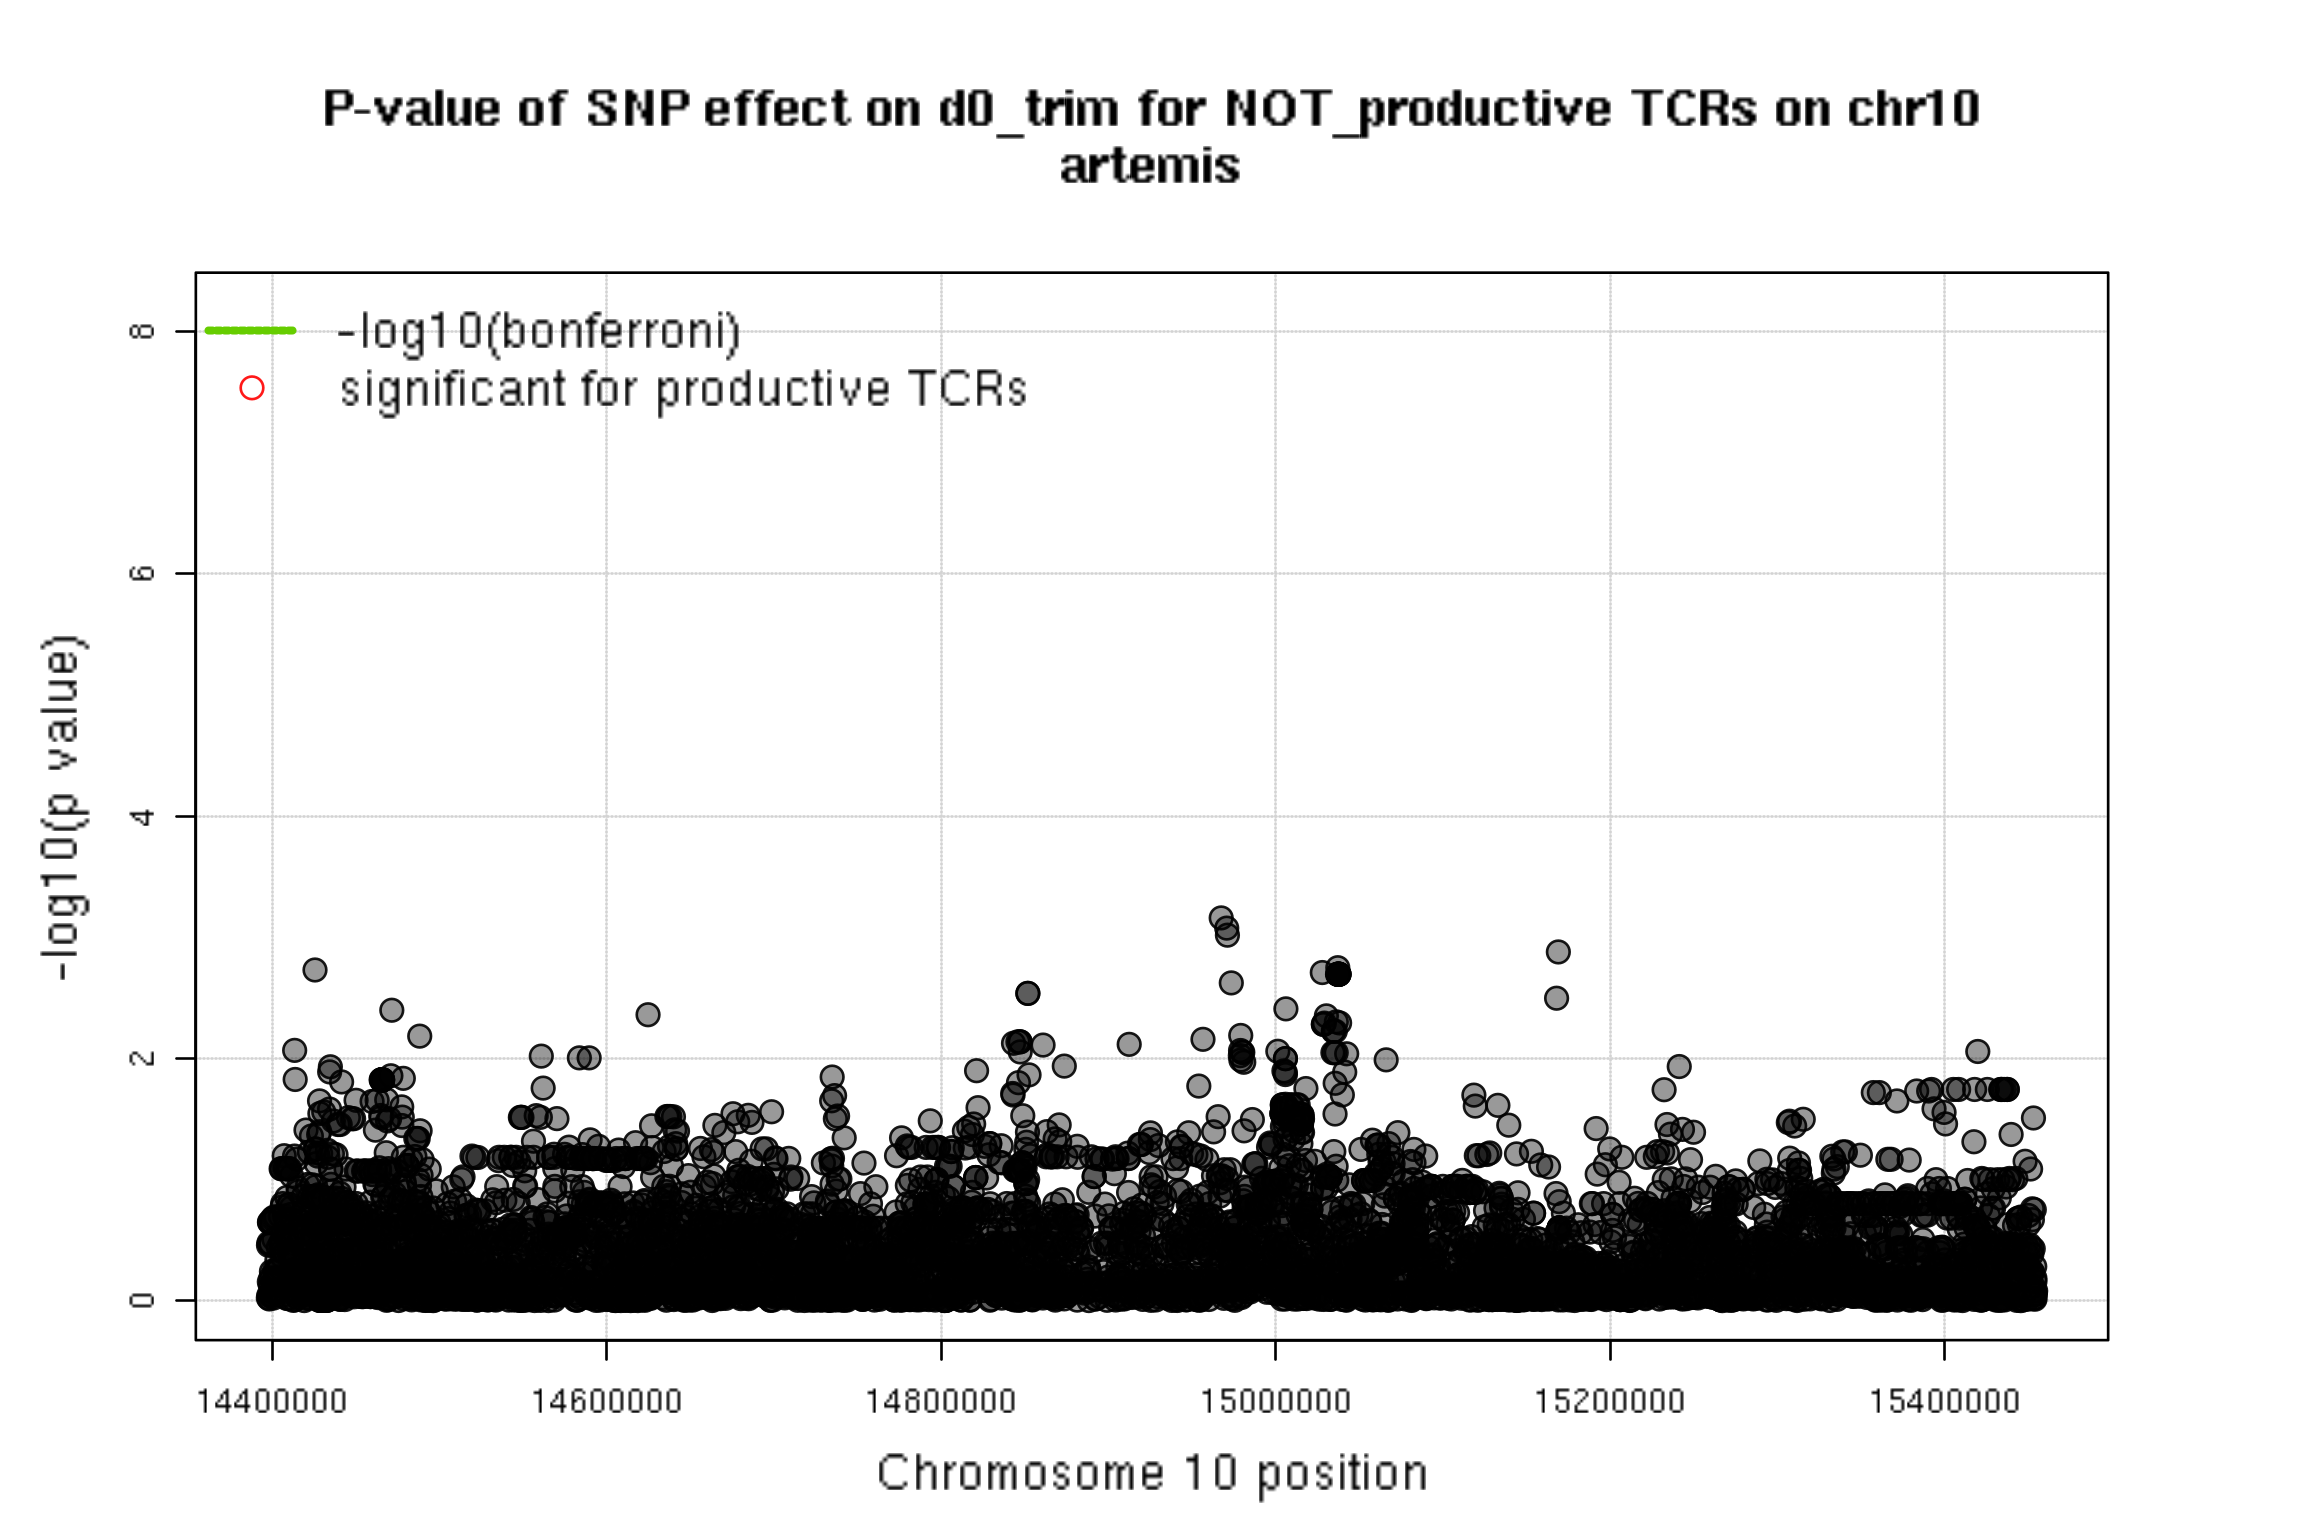 P-value of SNP effect on d0_trim for NOT_productive TCRs on chr10
artemis
-log10(bonferroni)
significant for productive TCRs
8
6
4
2
0
-log10(p value)
14400000 14600000 14800000 15000000 15200000 15400000
Chromosome 10 position